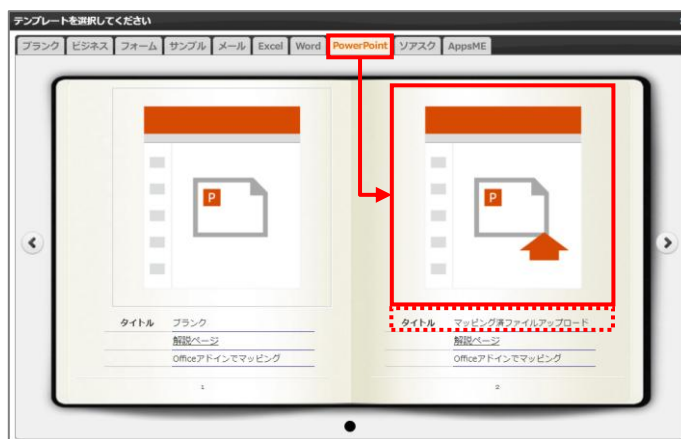 テンプレートを選択してください
ブランク ビジネス フォーム サンプル メール Excel Word PowerPoint ソアスク AppsME
P
P
タイトル ブランク
解説ページ
Officeアドインでマッピング
1
タイトル マッピング済ファイルアップロード
解説ページ
Officeアドインでマッピング
2